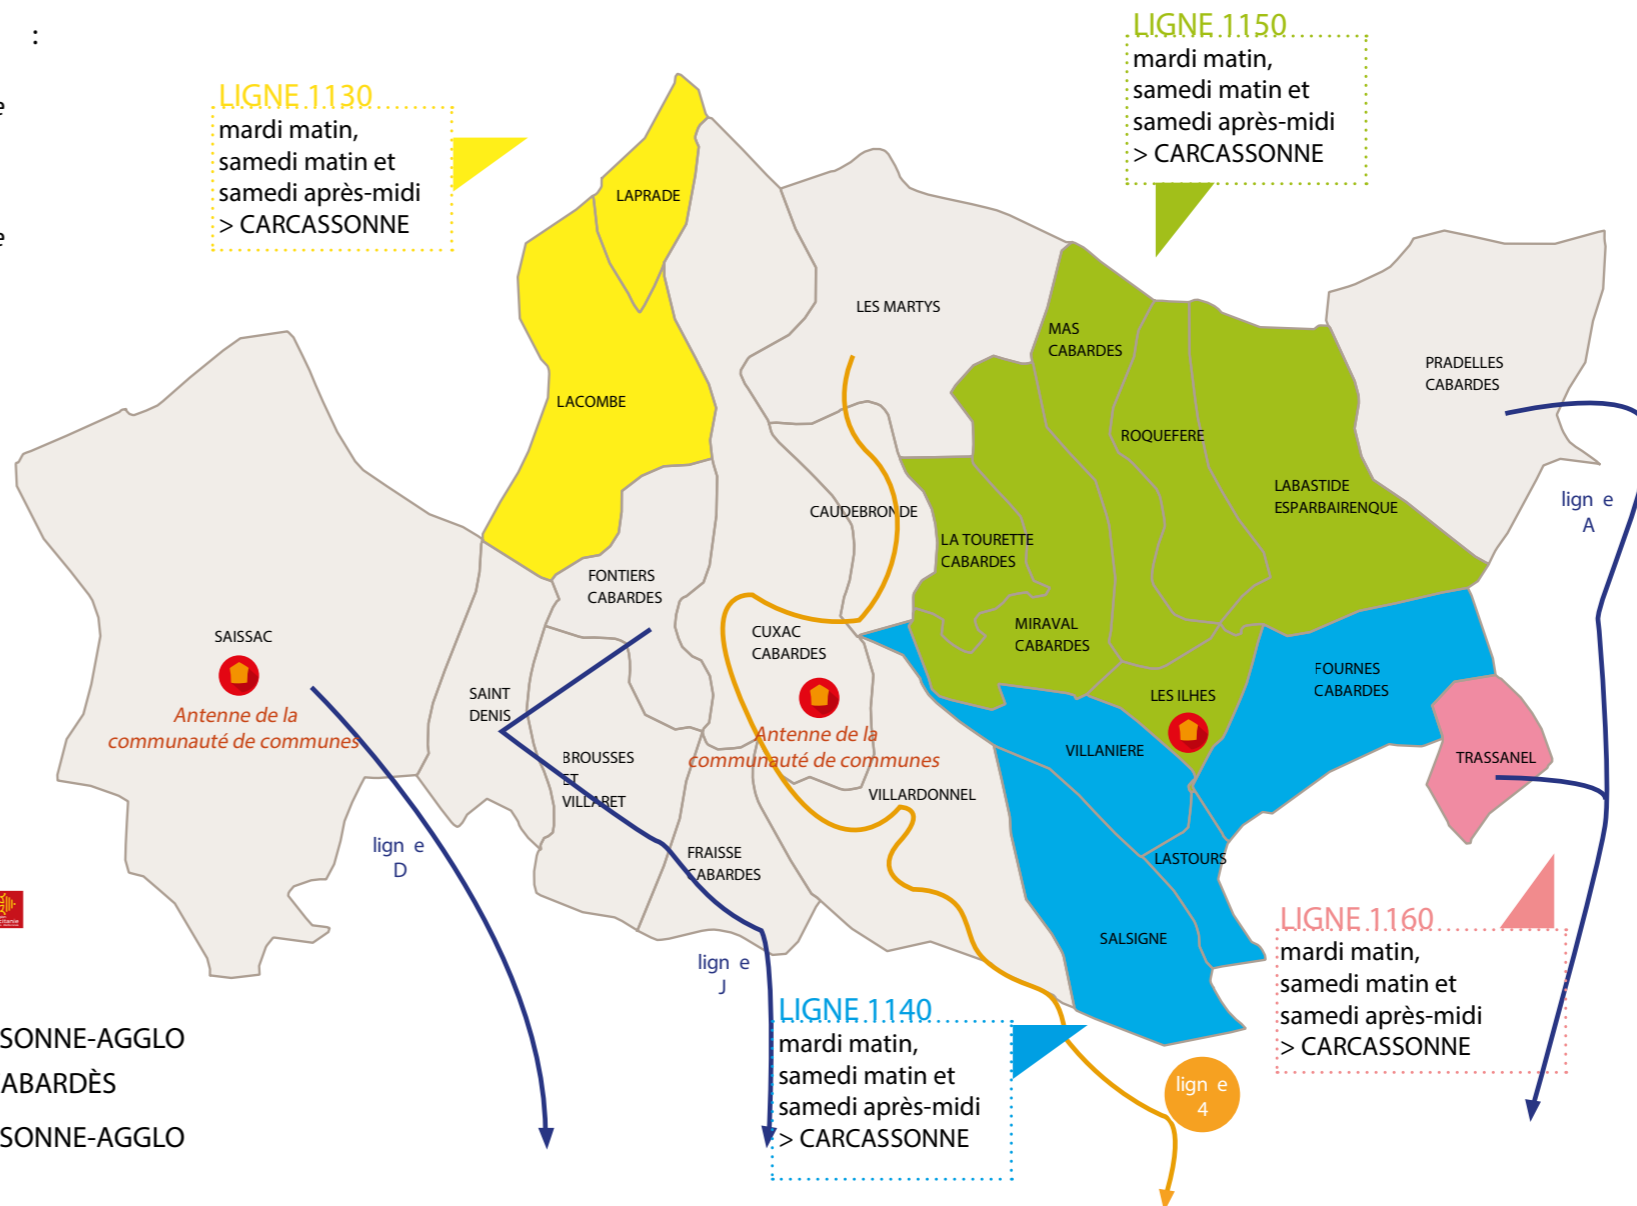 :
e
e
LIGNE 1130
mardi matin,
samedi matin et
samedi après-midi
> CARCASSONNE
LIGNE 1150
mardi matin,
samedi matin et
samedi après-midi
> CARCASSONNE
LAPRADE
LES MARTYS
MAS
CABARDES
PRADELLES
CABARDES
LACOMBE
ROQUEFERE
LABASTIDE
ESPARBAIRENQUE
lign e
A
CAUDEBRONDE
LA TOURETTE
CABARDES
FONTIERS
CABARDES
SAISSAC
CUXAC
CABARDES
MIRAVAL
CABARDES
FOURNES
CABARDES
SAINT
DENIS
LES ILHES
Antenne de la
communauté de communes
Antenne de la
communauté de communes
VILLANIERE
TRASSANEL
BROUSSES
ET
VILLARET
VILLARDONNEL
lign e
D
FRAISSE
CABARDES
LASTOURS
SALSIGNE
lign e
J
LIGNE 1160
mardi matin,
samedi matin et
samedi après-midi
> CARCASSONNE
LIGNE 1140
mardi matin,
samedi matin et
samedi après-midi
> CARCASSONNE
lign e
4
SONNE-AGGLO
ABARDÈS
SONNE-AGGLO